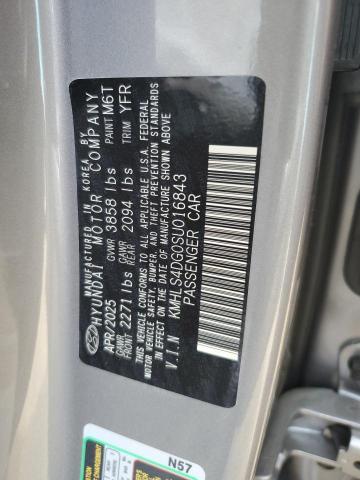 MANUFACTURED IN KOREA BY
HYUNDAI MOTOR COMPANY
APR/2025 GVWR 3858 lbs PAINT M6T
GAWR FRONT 2271 lbs GAWR REAR 2094 lbs TRIM YFR
THIS VEHICLE CONFORMS TO ALL APPLICABLE U.S.A. FEDERAL
MOTOR VEHICLE SAFETY, BUMPER, AND THEFT PREVENTION STANDARDS
IN EFFECT ON THE DATE OF MANUFACTURE SHOWN ABOVE
V.I.N KMHLS4DG0SU016843
PASSENGER CAR
N57